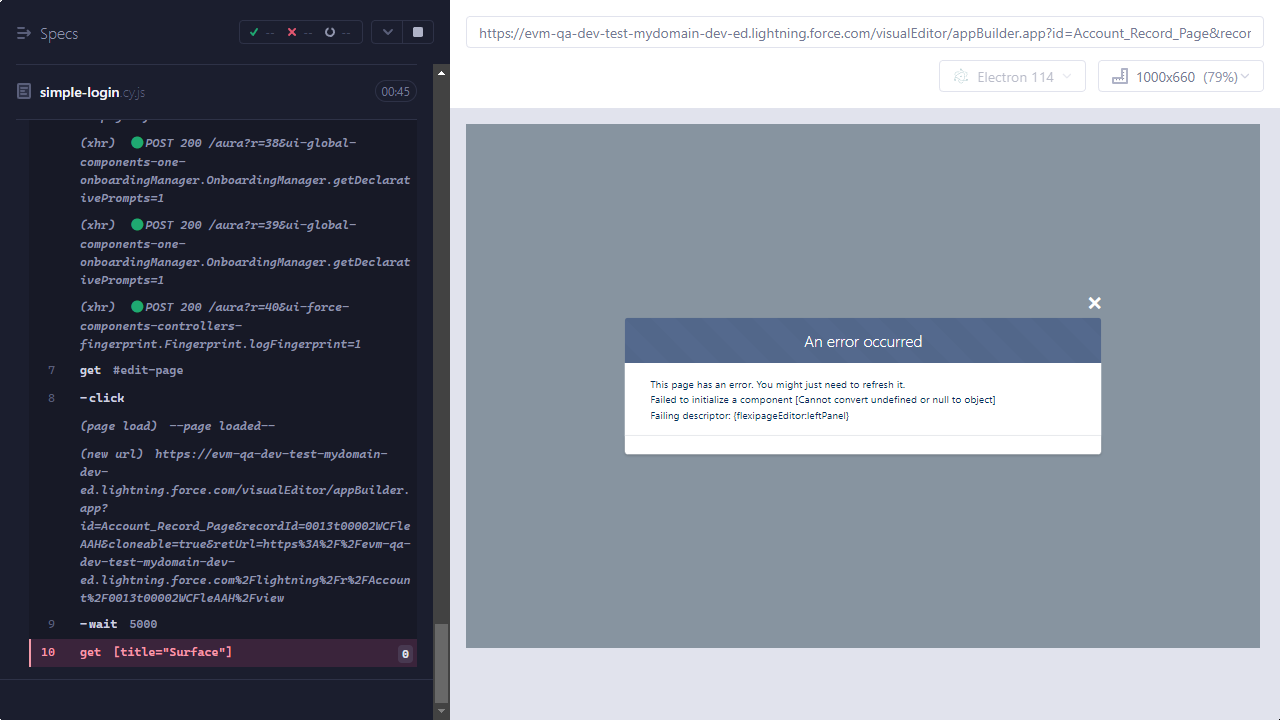 Specs
-- -- --
simple-login.cy.js
00:45
(xhr) POST 200 /aura?r=38&ui-global-
components-one-
onboardingManager.OnboardingManager.getDeclarat
ivePrompts=1
(xhr) POST 200 /aura?r=39&ui-global-
components-one-
onboardingManager.OnboardingManager.getDeclarat
ivePrompts=1
(xhr) POST 200 /aura?r=40&ui-force-
components-controllers-
fingerprint.Fingerprint.logFingerprint=1
7 get #edit-page
8 -click
(page load) --page loaded--
(new url) https://evm-qa-dev-test-mydomain-
dev-
ed.lightning.force.com/visualEditor/appBuilder.
app?
id=Account_Record_Page&recordId=0013t00002WCFle
AAH&cloneable=true&retUrl=https%3A%2F%2Fevm-qa-
dev-test-mydomain-dev-
ed.lightning.force.com%2Flightning%2Fr%2FAccoun
t%2F0013t00002WCFleAAH%2Fview
9 -wait 5000
10 get [title="Surface"] 0
https://evm-qa-dev-test-mydomain-dev-ed.lightning.force.com/visualEditor/appBuilder.app?id=Account_Record_Page&recor
Electron 114
1000x660 (79%)
An error occurred
This page has an error. You might just need to refresh it.
Failed to initialize a component [Cannot convert undefined or null to object]
Failing descriptor: {flexipageEditor:leftPanel}